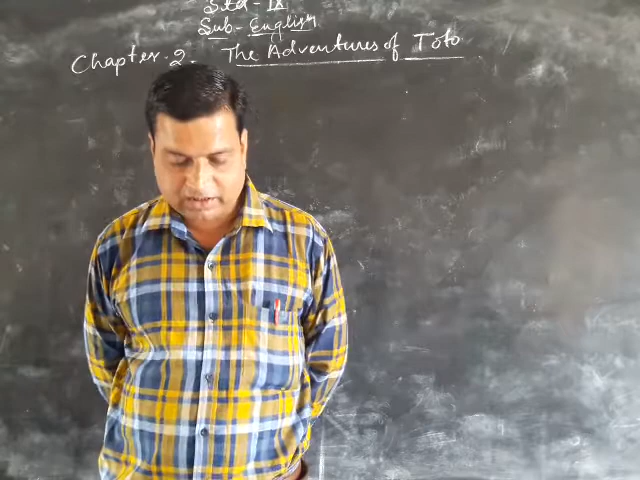 Std - IX
Sub - English
Chapter - 2. The Adventures of Toto